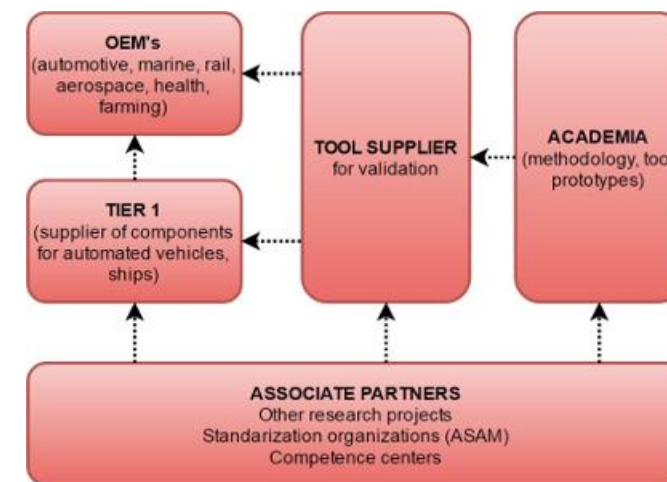 OEM's
(automotive, marine, rail,
aerospace, health,
farming)
TOOL SUPPLIER
for validation
ACADEMIA
(methodology, too
prototypes)
TIER 1
(supplier of components
for automated vehicles,
ships)
ASSOCIATE PARTNERS
Other research projects
Standarization organizations (ASAM)
Competence centers